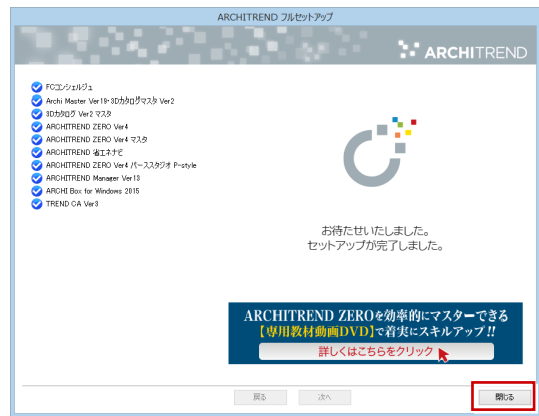 ARCHITREND フルセットアップ
ARCHITREND
FCコンシェルジュ
Archi Master Ver19・3Dカタログマスタ Ver2
3Dカタログ Ver2 マスタ
ARCHITREND ZERO Ver4
ARCHITREND ZERO Ver4 マスタ
ARCHITREND 省エネナビ
ARCHITREND ZERO Ver4 パーススタジオ P-style
ARCHITREND Manager Ver13
ARCHI Box for Windows 2015
TREND CA Ver3
お待たせいたしました。
セットアップが完了しました。
ARCHITREND ZEROを効率的にマスターできる
【専用教材動画DVD】で着実にスキルアップ!!
詳しくはこちらをクリック
戻る
次へ
閉じる